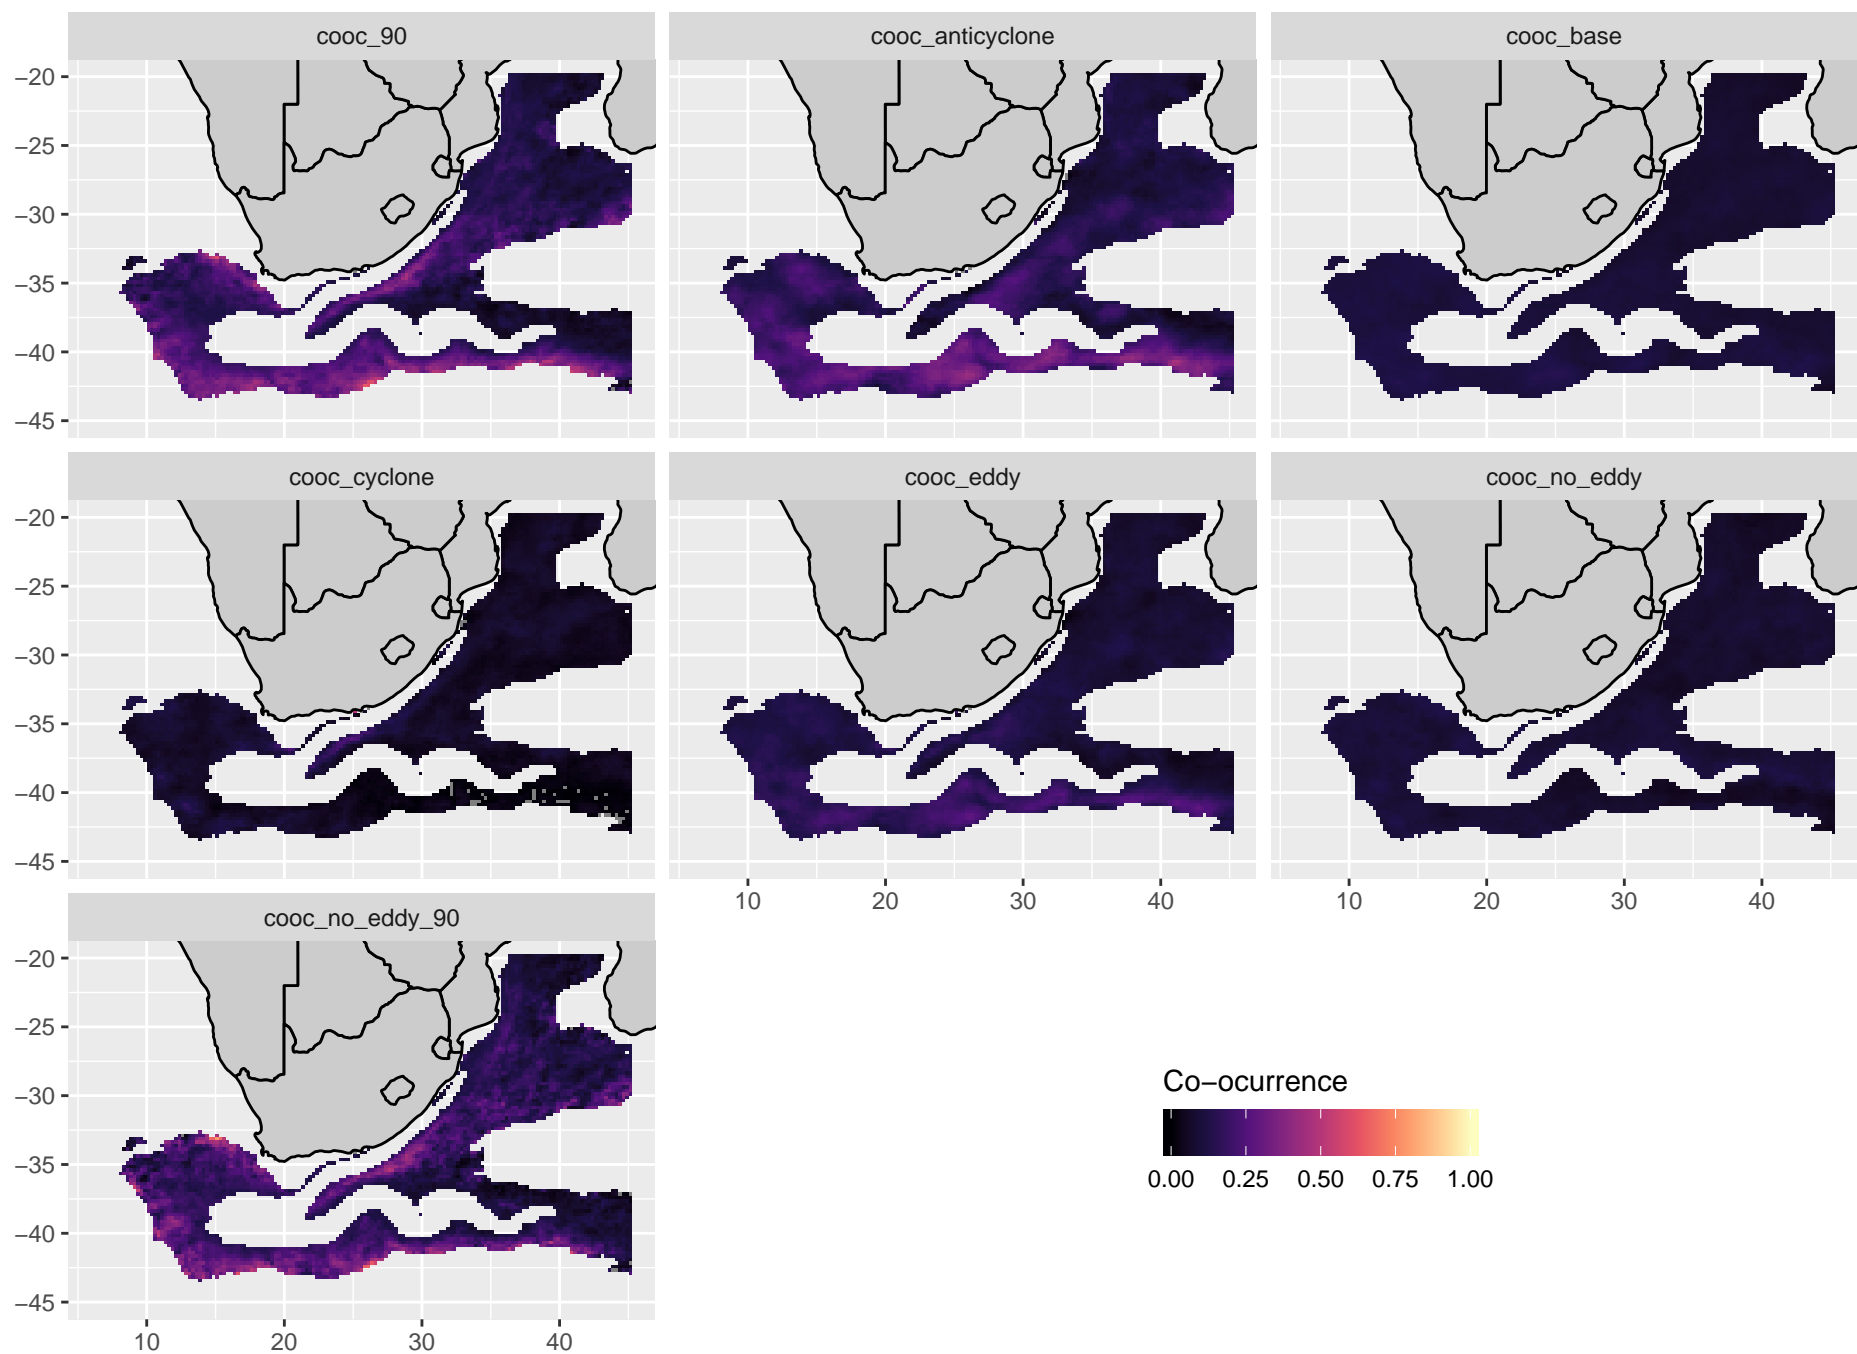 cooc_90 cooc_anticyclone cooc_base
−20
−25
−30
−35
−40
−45
cooc_cyclone cooc_eddy cooc_no_eddy
−20
−25
−30
−35
−40
−45
10 20 30 40 10 20 30 40
cooc_no_eddy_90
−20
−25
−30
−35
−40
−45
10 20 30 40
Co−ocurrence
0.00 0.25 0.50 0.75 1.00